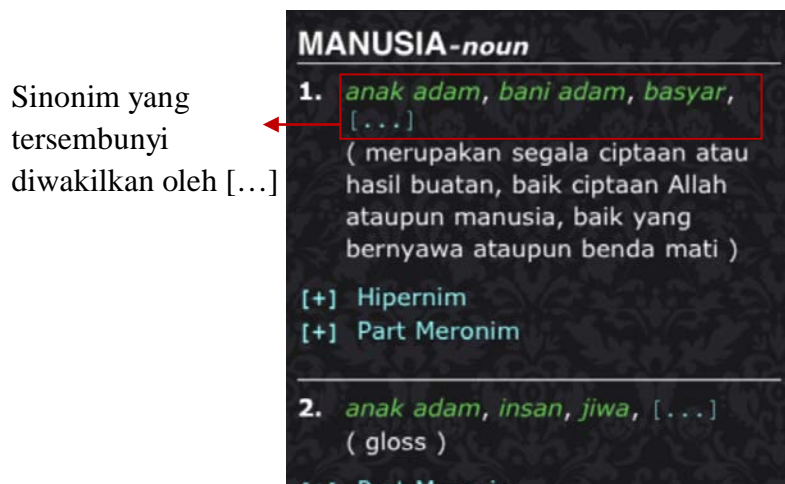 MANUSIA-noun
Sinonim yang
tersembunyi
diwakilkan oleh […]
1. anak adam, bani adam, basyar,
[...]
( merupakan segala ciptaan atau
hasil buatan, baik ciptaan Allah
ataupun manusia, baik yang
bernyawa ataupun benda mati )
[+] Hipernim
[+] Part Meronim
2. anak adam, insan, jiwa, [...]
( gloss )